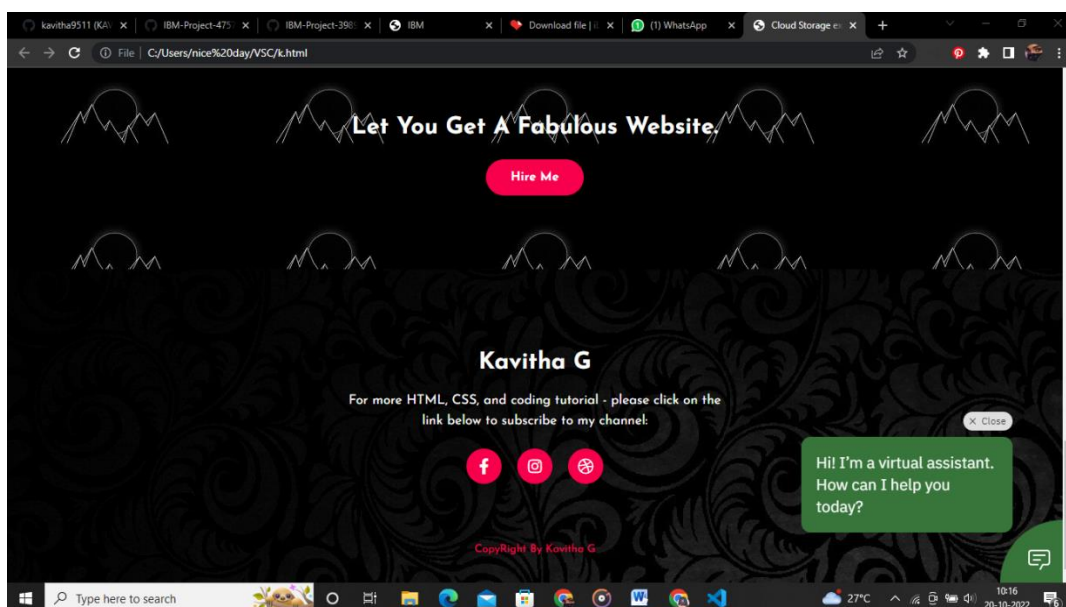 kavitha9511 (KA
IBM-Project-475
IBM-Project-398
IBM
Download file | i
(1) WhatsApp
Cloud Storage e
File | C:/Users/nice%20day/VSC/k.html
Let You Get A Fabulous Website.
Hire Me
Kavitha G
For more HTML, CSS, and coding tutorial - please click on the
link below to subscribe to my channel:
× Close
Hi! I'm a virtual assistant.
How can I help you
today?
CopyRight By Kavitha G
Type here to search
27°C
10:16
20-10-2022
6